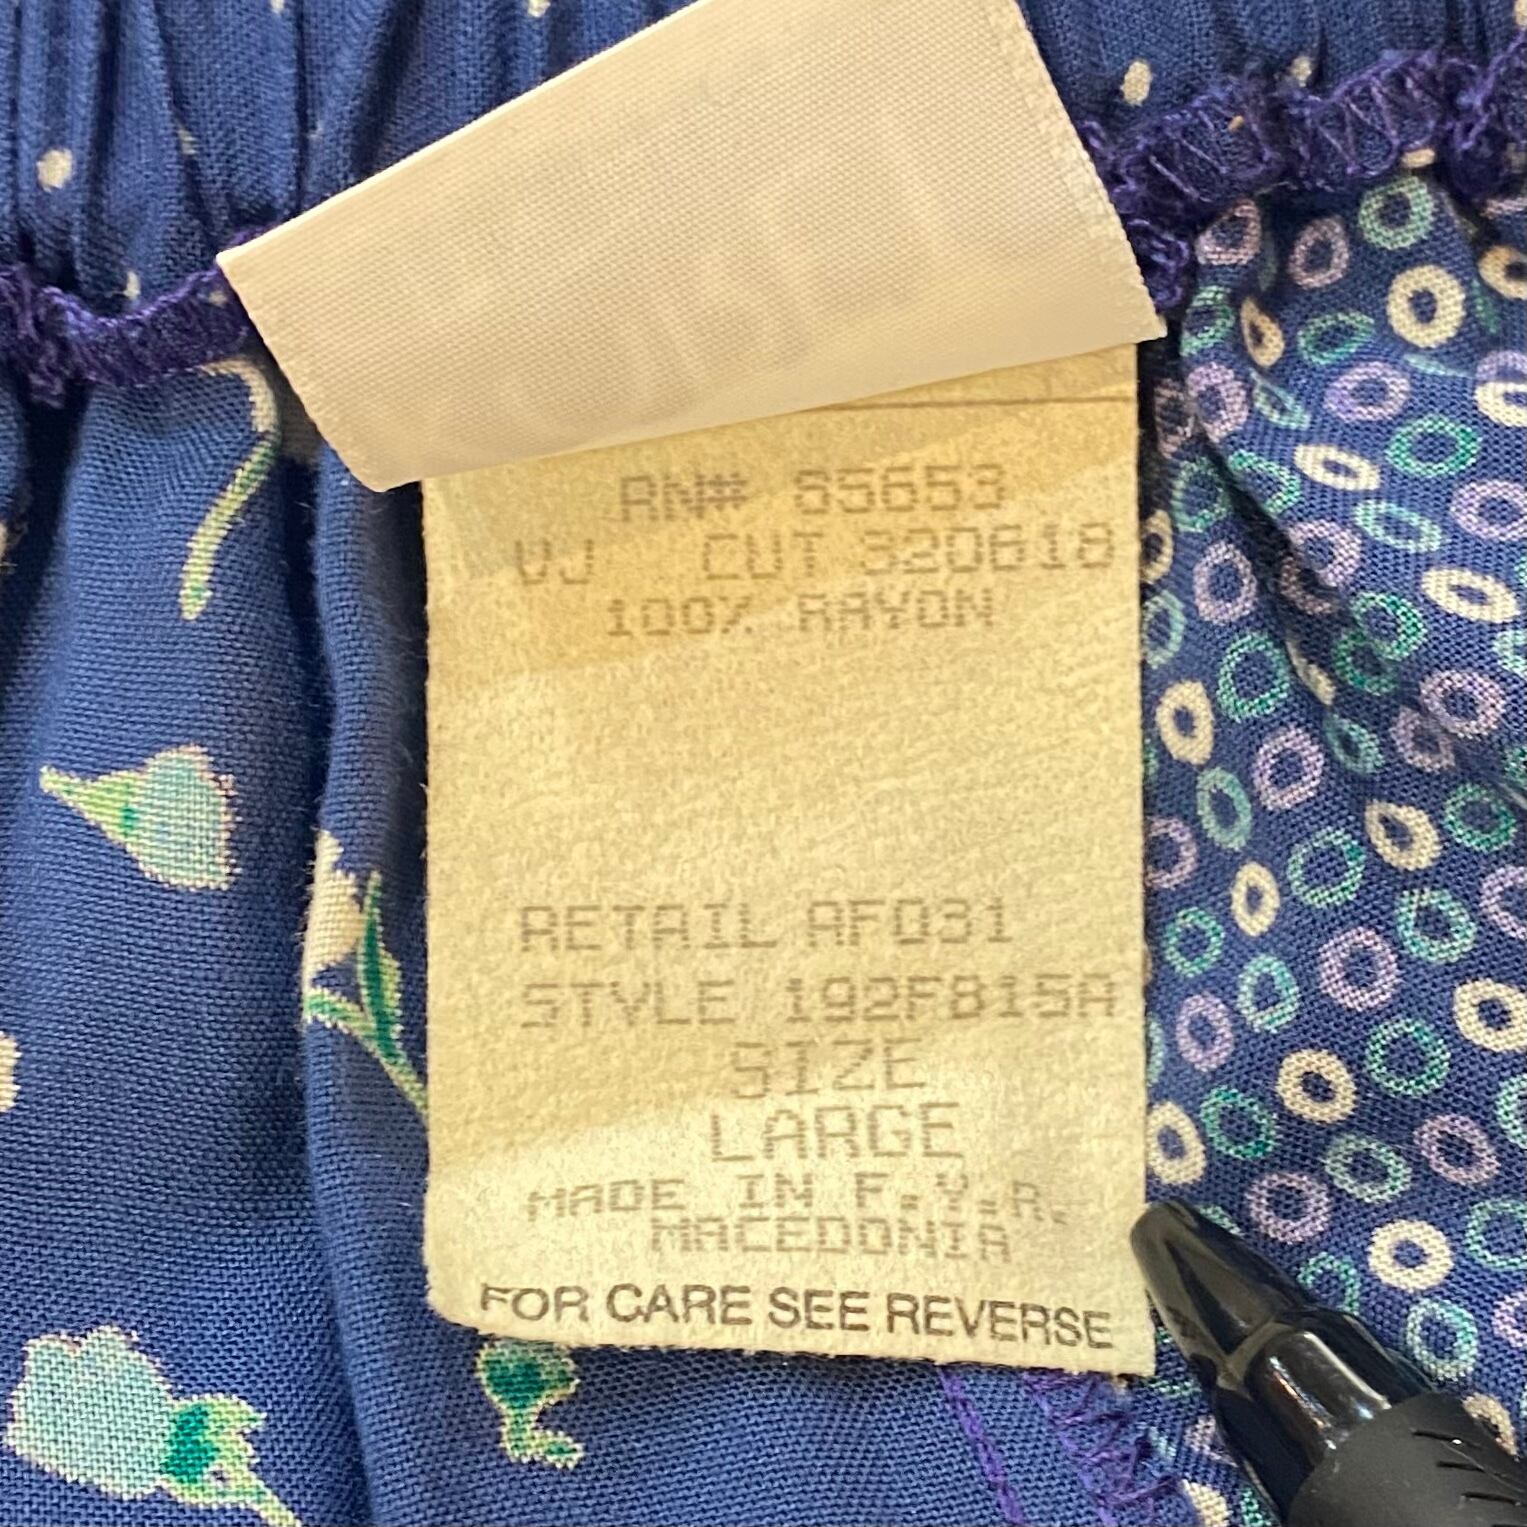 RN# 85653
VJ CUT 320618
100% RAYON
RETAIL AF031
STYLE 192FB15A
SIZE
LARGE
MADE IN F.Y.R.
MACEDONIA
FOR CARE SEE REVERSE